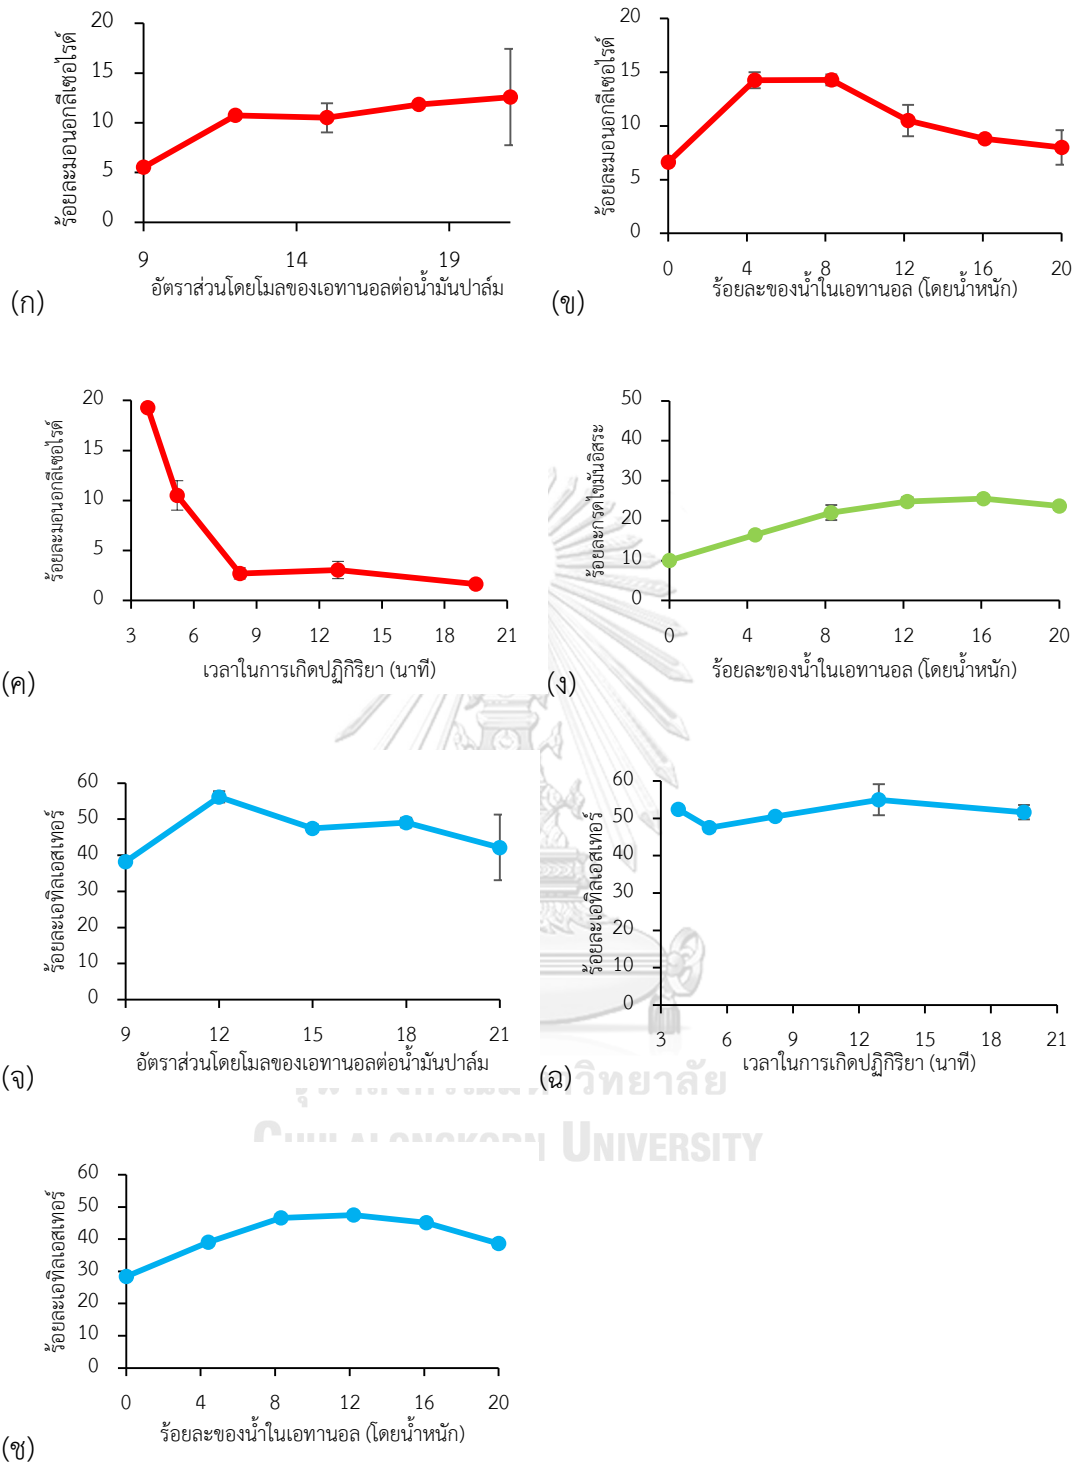 ร้อยละมอนอกลีเซอไรด์
20
15
10
5
0
9 14 19
อัตราส่วนโดยโมลของเอทานอลต่อน้ำมันปาล์ม
(ก)
ร้อยละมอนอกลีเซอไรด์
20
15
10
5
0
0 4 8 12 16 20
ร้อยละของน้ำในเอทานอล (โดยน้ำหนัก)
(ข)
ร้อยละมอนอกลีเซอไรด์
20
15
10
5
0
3 6 9 12 15 18 21
เวลาในการเกิดปฏิกิริยา (นาที)
(ค)
ร้อยละกรดไขมันอิสระ
50
40
30
20
10
0
0 4 8 12 16 20
ร้อยละของน้ำในเอทานอล (โดยน้ำหนัก)
(ง)
ร้อยละเอทิลเอสเทอร์
60
50
40
30
20
10
0
9 12 15 18 21
อัตราส่วนโดยโมลของเอทานอลต่อน้ำมันปาล์ม
(จ)
ร้อยละเอทิลเอสเทอร์
60
50
40
30
20
10
0
3 6 9 12 15 18 21
เวลาในการเกิดปฏิกิริยา (นาที)
(ฉ)
วิทยาลัย
UNIVERSITY
ร้อยละเอทิลเอสเทอร์
60
50
40
30
20
10
0
0 4 8 12 16 20
ร้อยละของน้ำในเอทานอล (โดยน้ำหนัก)
(ช)